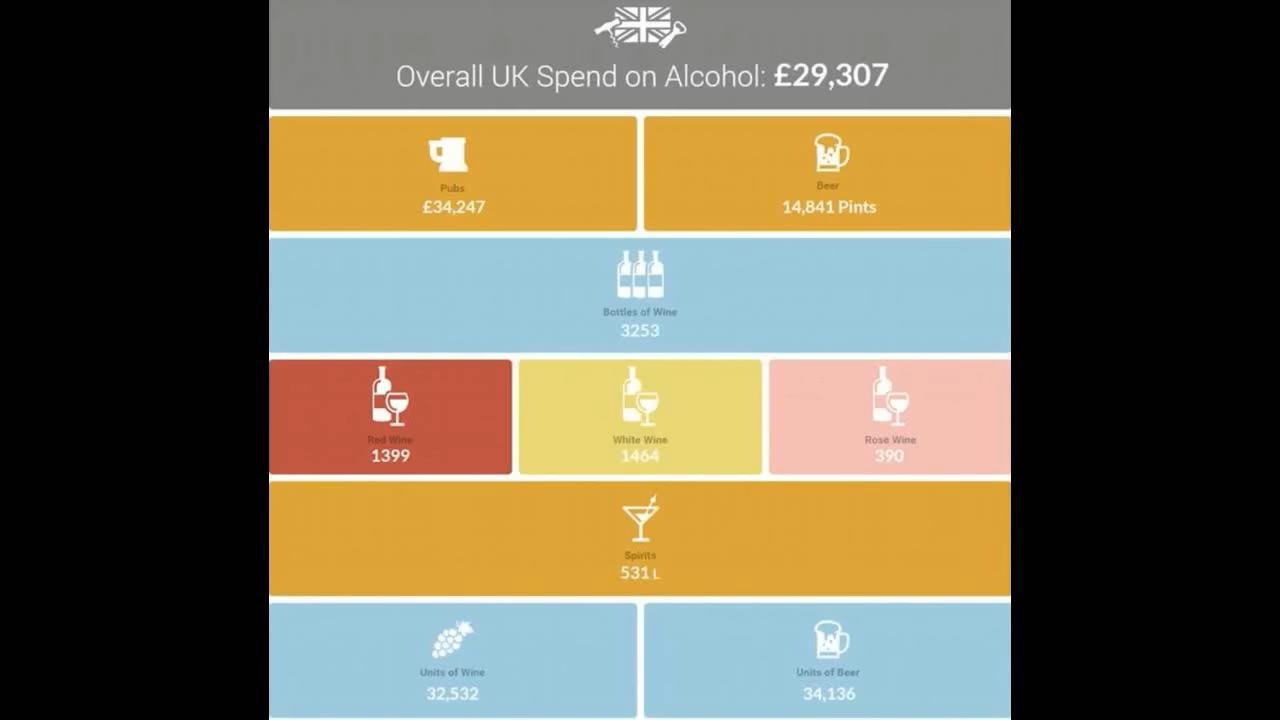 Overall UK Spend on Alcohol: £29,307
Pubs
£34,247
Beer
14,841 Pints
Bottles of Wine
3253
Red Wine
1399
White Wine
1464
Rose Wine
390
Spirits
531 L
Units of Wine
32,532
Units of Beer
34,136